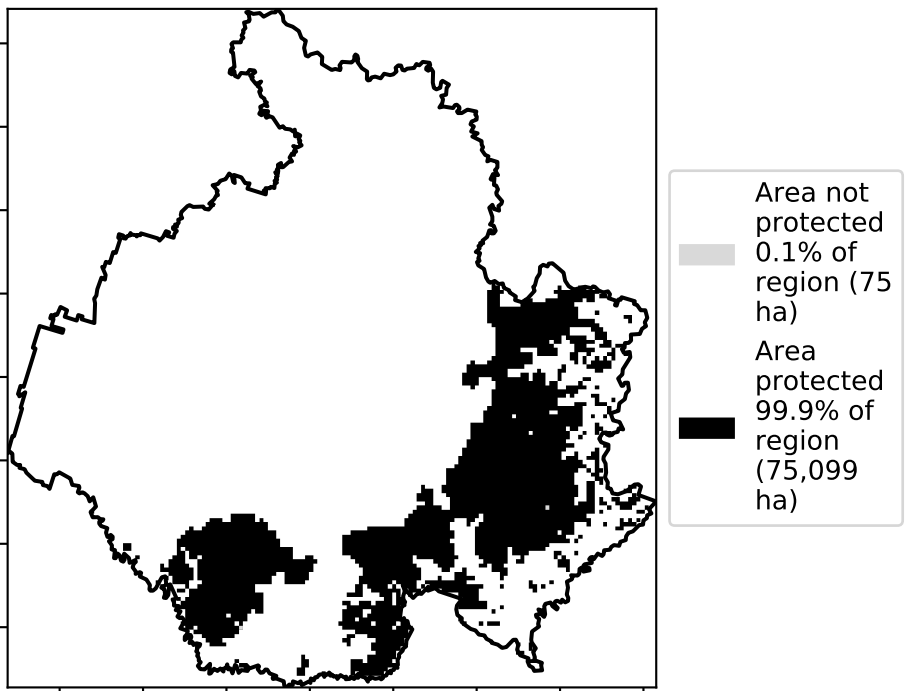 Area not
protected
0.1% of
region (75
ha)
Area
protected
99.9% of
region
(75,099
ha)